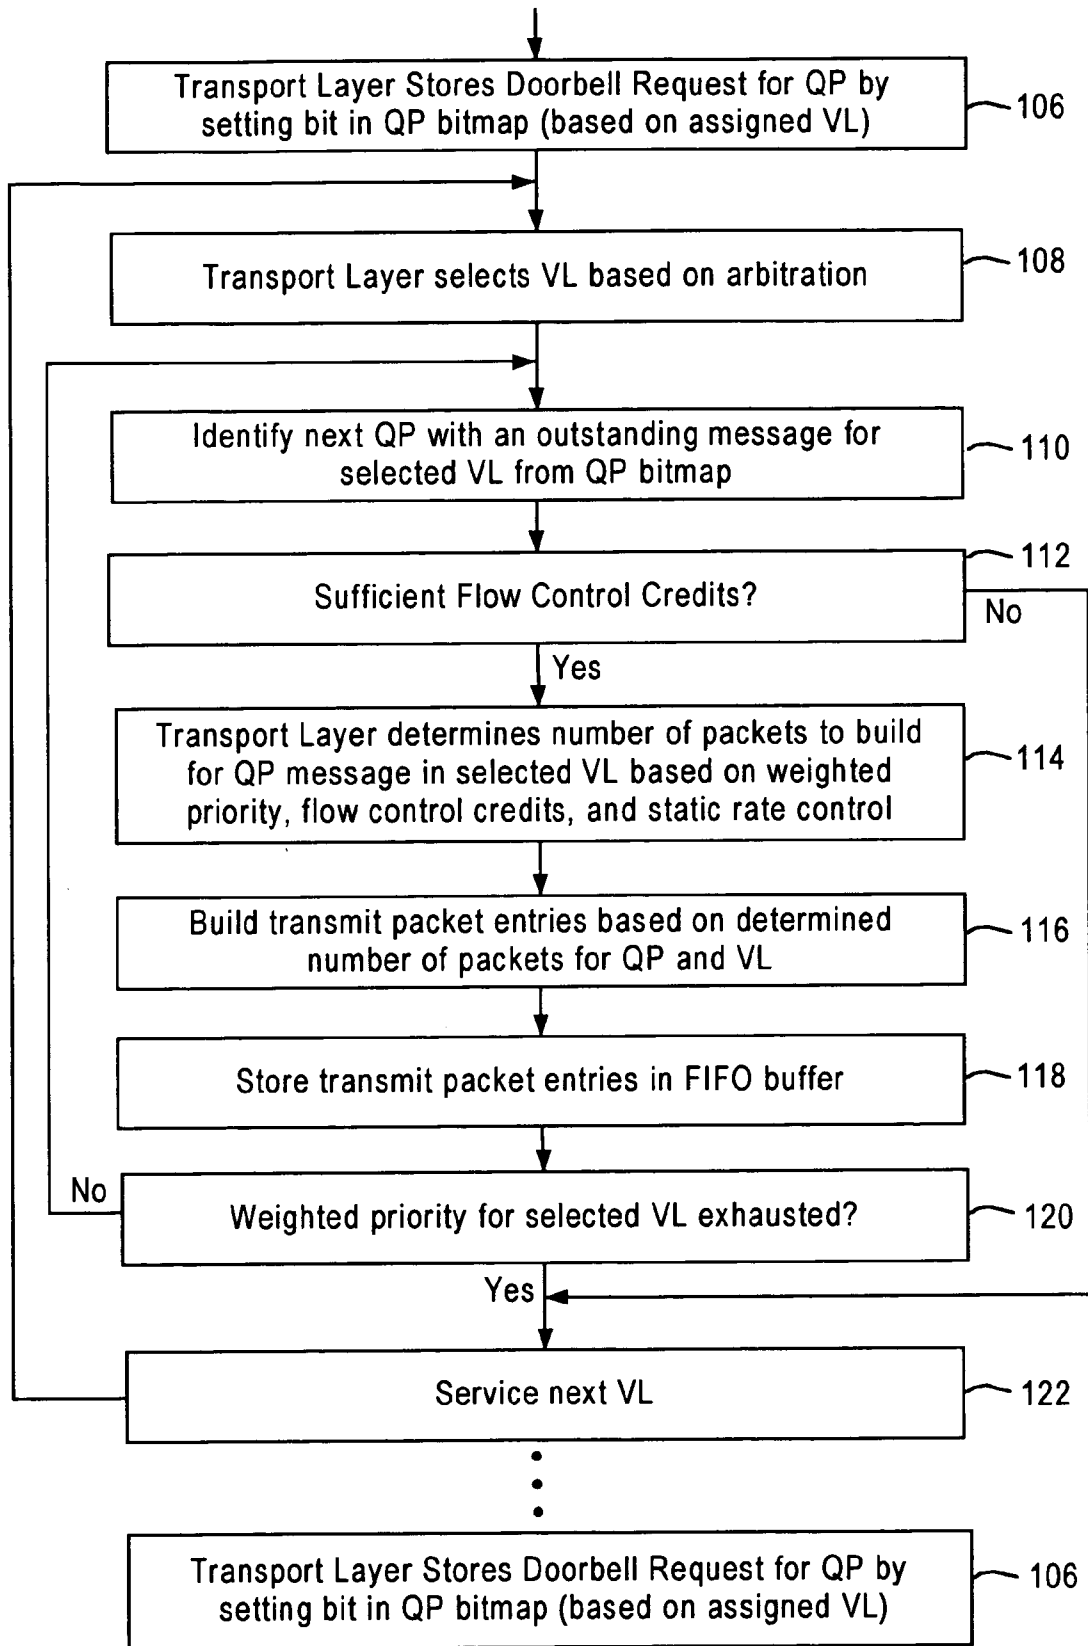 Transport Layer Stores Doorbell Request for QP by
setting bit in QP bitmap (based on assigned VL)
106
Transport Layer selects VL based on arbitration
108
Identify next QP with an outstanding message for
selected VL from QP bitmap
110
112
Sufficient Flow Control Credits?
No
Yes
Transport Layer determines number of packets to build
for QP message in selected VL based on weighted
priority, flow control credits, and static rate control
114
Build transmit packet entries based on determined
number of packets for QP and VL
116
Store transmit packet entries in FIFO buffer
118
No
Weighted priority for selected VL exhausted?
120
Yes
Service next VL
122
Transport Layer Stores Doorbell Request for QP by
setting bit in QP bitmap (based on assigned VL)
106